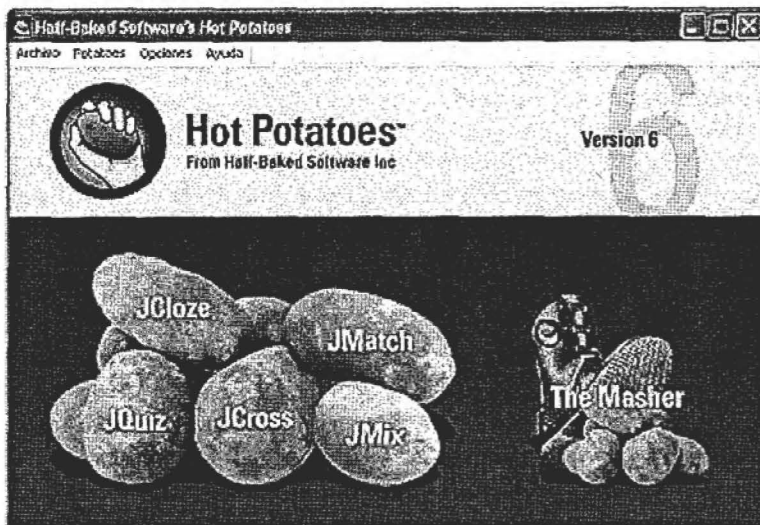 Half-Baked Software's Hot Potatoes
Archivo Potatoes Opciones Ayuda
Hot Potatoes™
From Half-Baked Software Inc
6
Version 6
JCloze
JMatch
JQuiz
JCross
JMix
The Masher